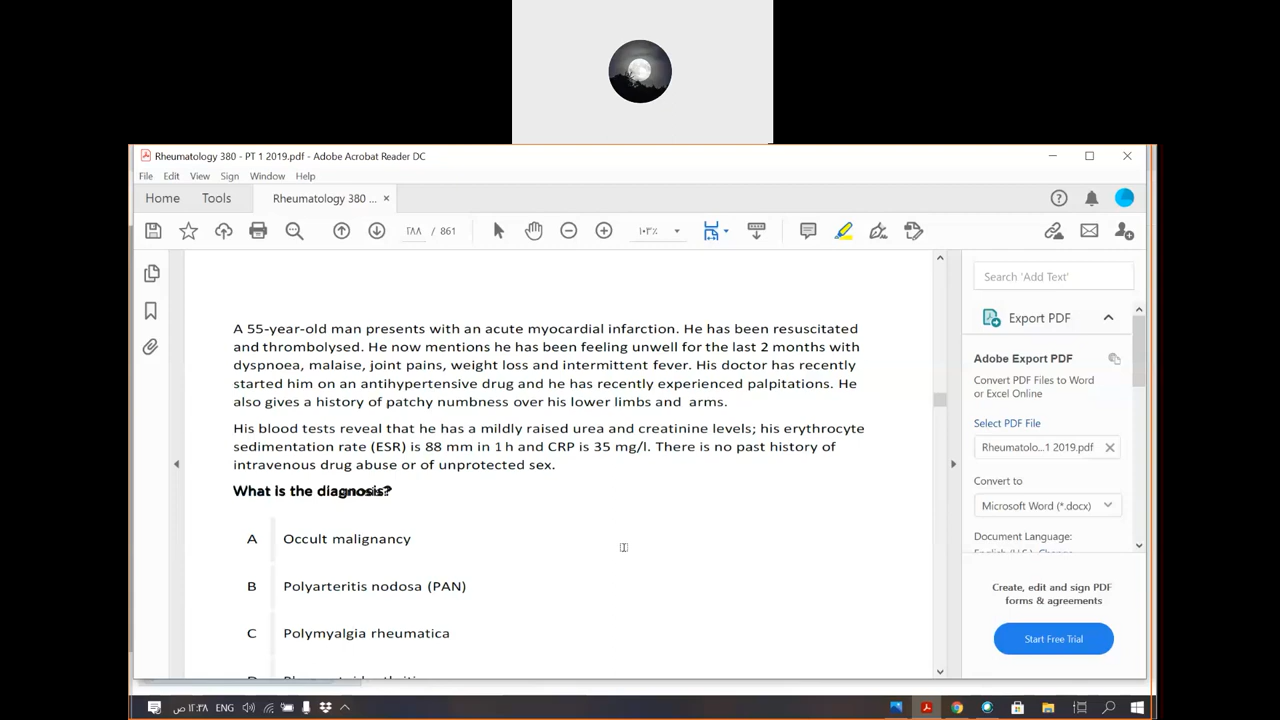 Rheumatology 380 - PT 1 2019.pdf - Adobe Acrobat Reader DC
File Edit View Sign Window Help
Home Tools Rheumatology 380 ... ×
٢٨٨ / 861 ١٠٣٪
Search 'Add Text'
Export PDF
Adobe Export PDF
Convert PDF Files to Word
or Excel Online
Select PDF File
Rheumatolo...1 2019.pdf
Convert to
Microsoft Word (*.docx)
Document Language:
Create, edit and sign PDF
forms & agreements
Start Free Trial
A 55-year-old man presents with an acute myocardial infarction. He has been resuscitated
and thrombolysed. He now mentions he has been feeling unwell for the last 2 months with
dyspnoea, malaise, joint pains, weight loss and intermittent fever. His doctor has recently
started him on an antihypertensive drug and he has recently experienced palpitations. He
also gives a history of patchy numbness over his lower limbs and arms.
His blood tests reveal that he has a mildly raised urea and creatinine levels; his erythrocyte
sedimentation rate (ESR) is 88 mm in 1 h and CRP is 35 mg/l. There is no past history of
intravenous drug abuse or of unprotected sex.
What is the diagnosis?
A Occult malignancy
B Polyarteritis nodosa (PAN)
C Polymyalgia rheumatica
ENG ١٢:٣٨ ص